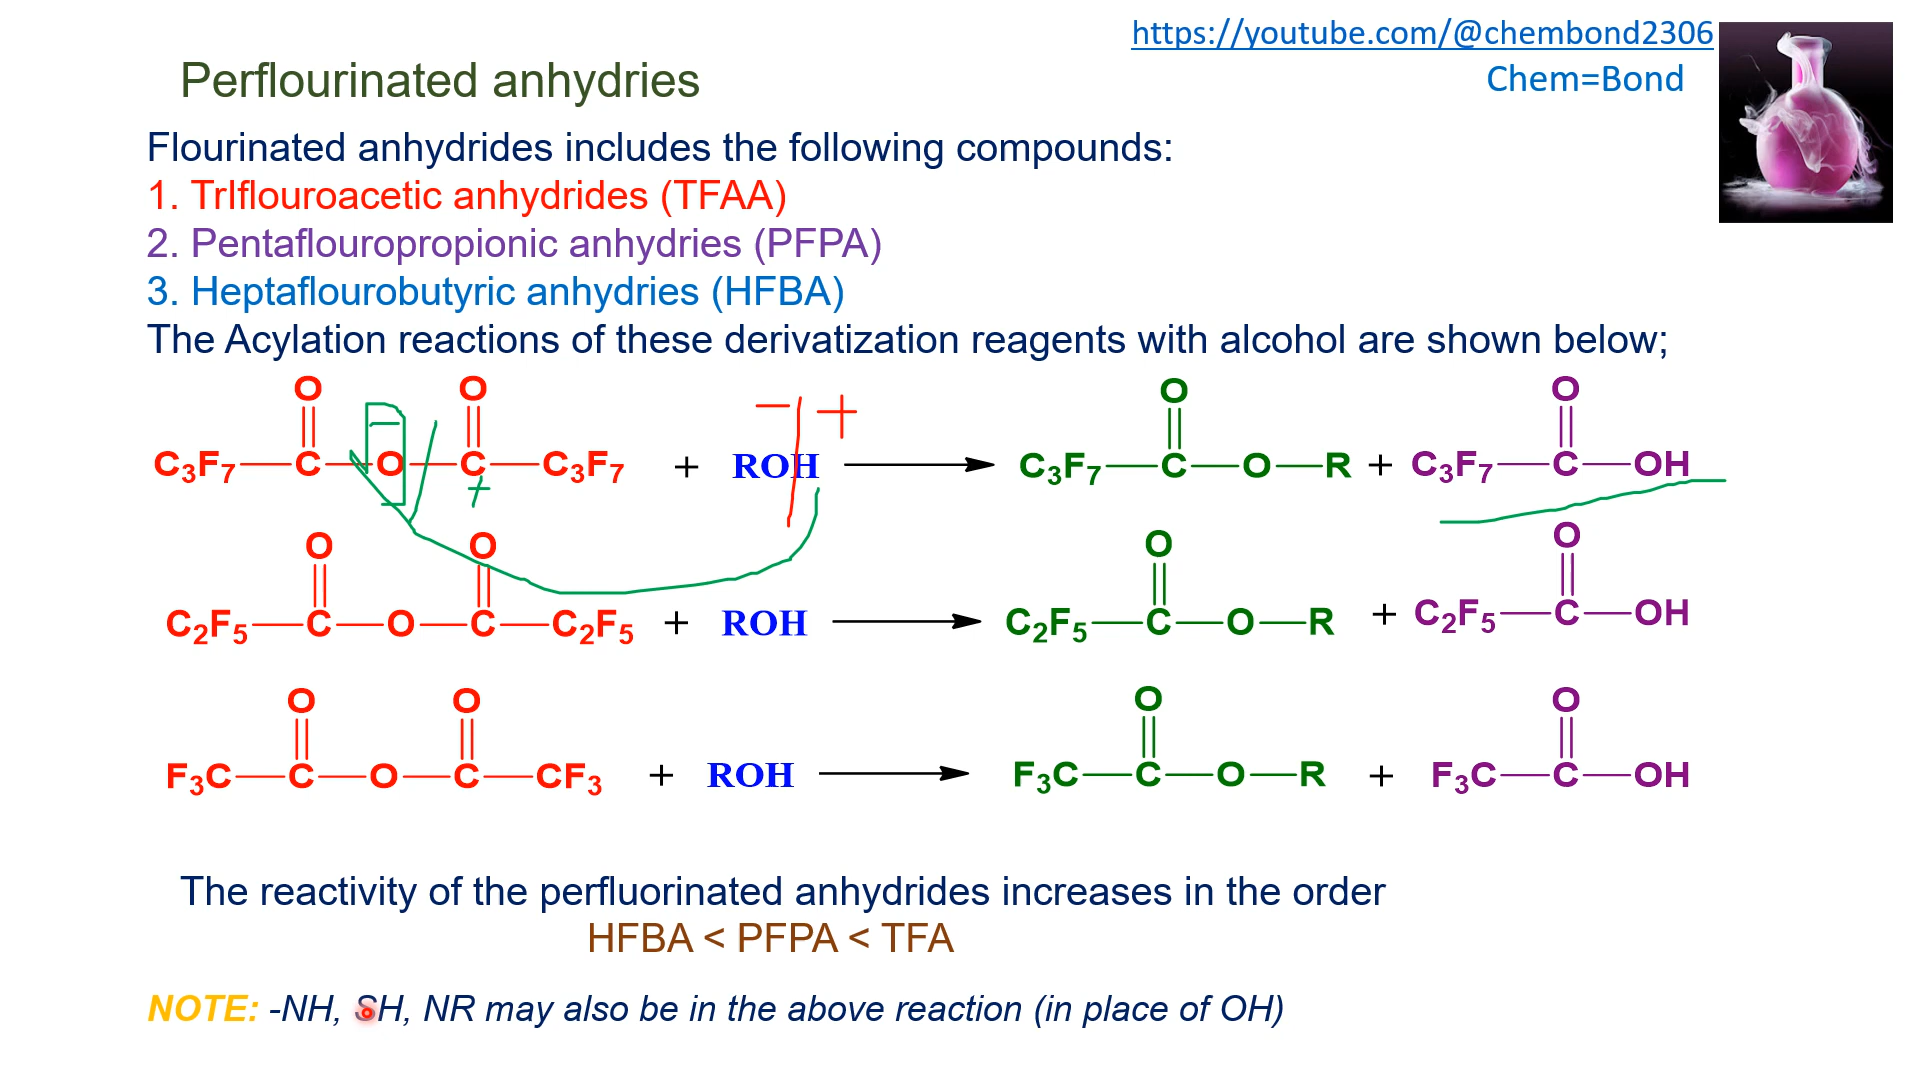 https://youtube.com/@chembond2306
Chem=Bond
Perflourinated anhydries
Flourinated anhydrides includes the following compounds:
1. TrIflouroacetic anhydrides (TFAA)
2. Pentaflouropropionic anhydries (PFPA)
3. Heptaflourobutyric anhydries (HFBA)
The Acylation reactions of these derivatization reagents with alcohol are shown below;
O O − + O O
C₃F₇—C—O—C—C₃F₇ + ROH → C₃F₇—C—O—R + C₃F₇—C—OH
O O O O
C₂F₅—C—O—C—C₂F₅ + ROH → C₂F₅—C—O—R + C₂F₅—C—OH
O O O O
F₃C—C—O—C—CF₃ + ROH → F₃C—C—O—R + F₃C—C—OH
The reactivity of the perfluorinated anhydrides increases in the order
HFBA < PFPA < TFA
NOTE: -NH, SH, NR may also be in the above reaction (in place of OH)